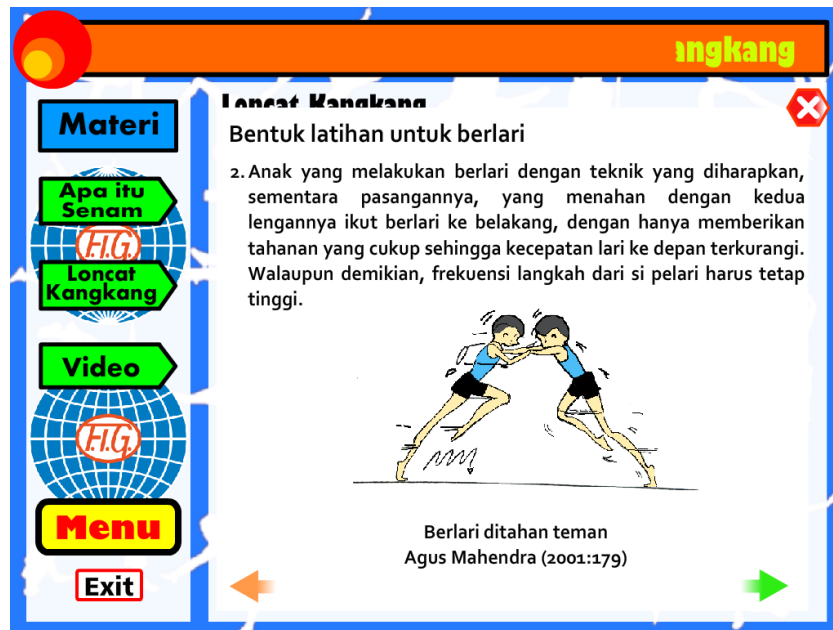 angkang
Materi
Apa itu
Senam
F.I.G.
Loncat
Kangkang
Video
F.I.G.
Menu
Exit
Loncat Kangkang
Bentuk latihan untuk berlari
2. Anak yang melakukan berlari dengan teknik yang diharapkan,
sementara pasangannya, yang menahan dengan kedua
lengannya ikut berlari ke belakang, dengan hanya memberikan
tahanan yang cukup sehingga kecepatan lari ke depan terkurangi.
Walaupun demikian, frekuensi langkah dari si pelari harus tetap
tinggi.
Berlari ditahan teman
Agus Mahendra (2001:179)